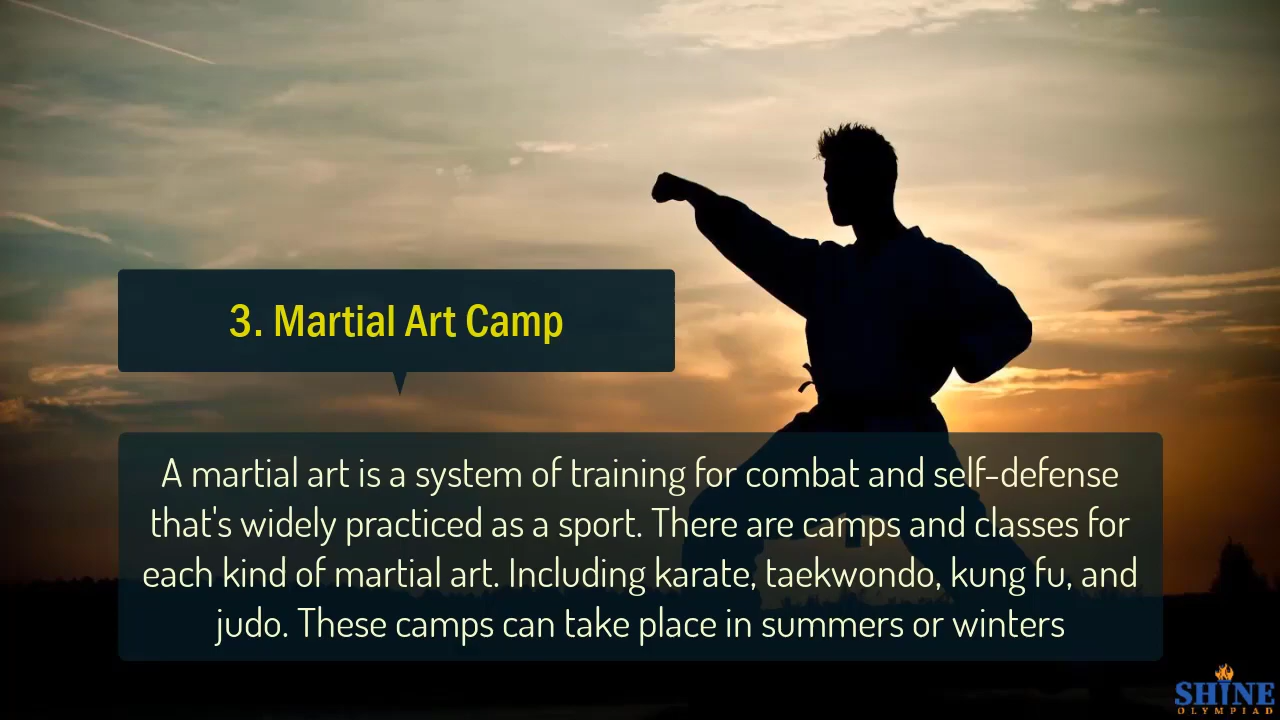 3. Martial Art Camp
A martial art is a system of training for combat and self-defense
that's widely practiced as a sport. There are camps and classes for
each kind of martial art. Including karate, taekwondo, kung fu, and
judo. These camps can take place in summers or winters
SHINE
OLYMPIAD